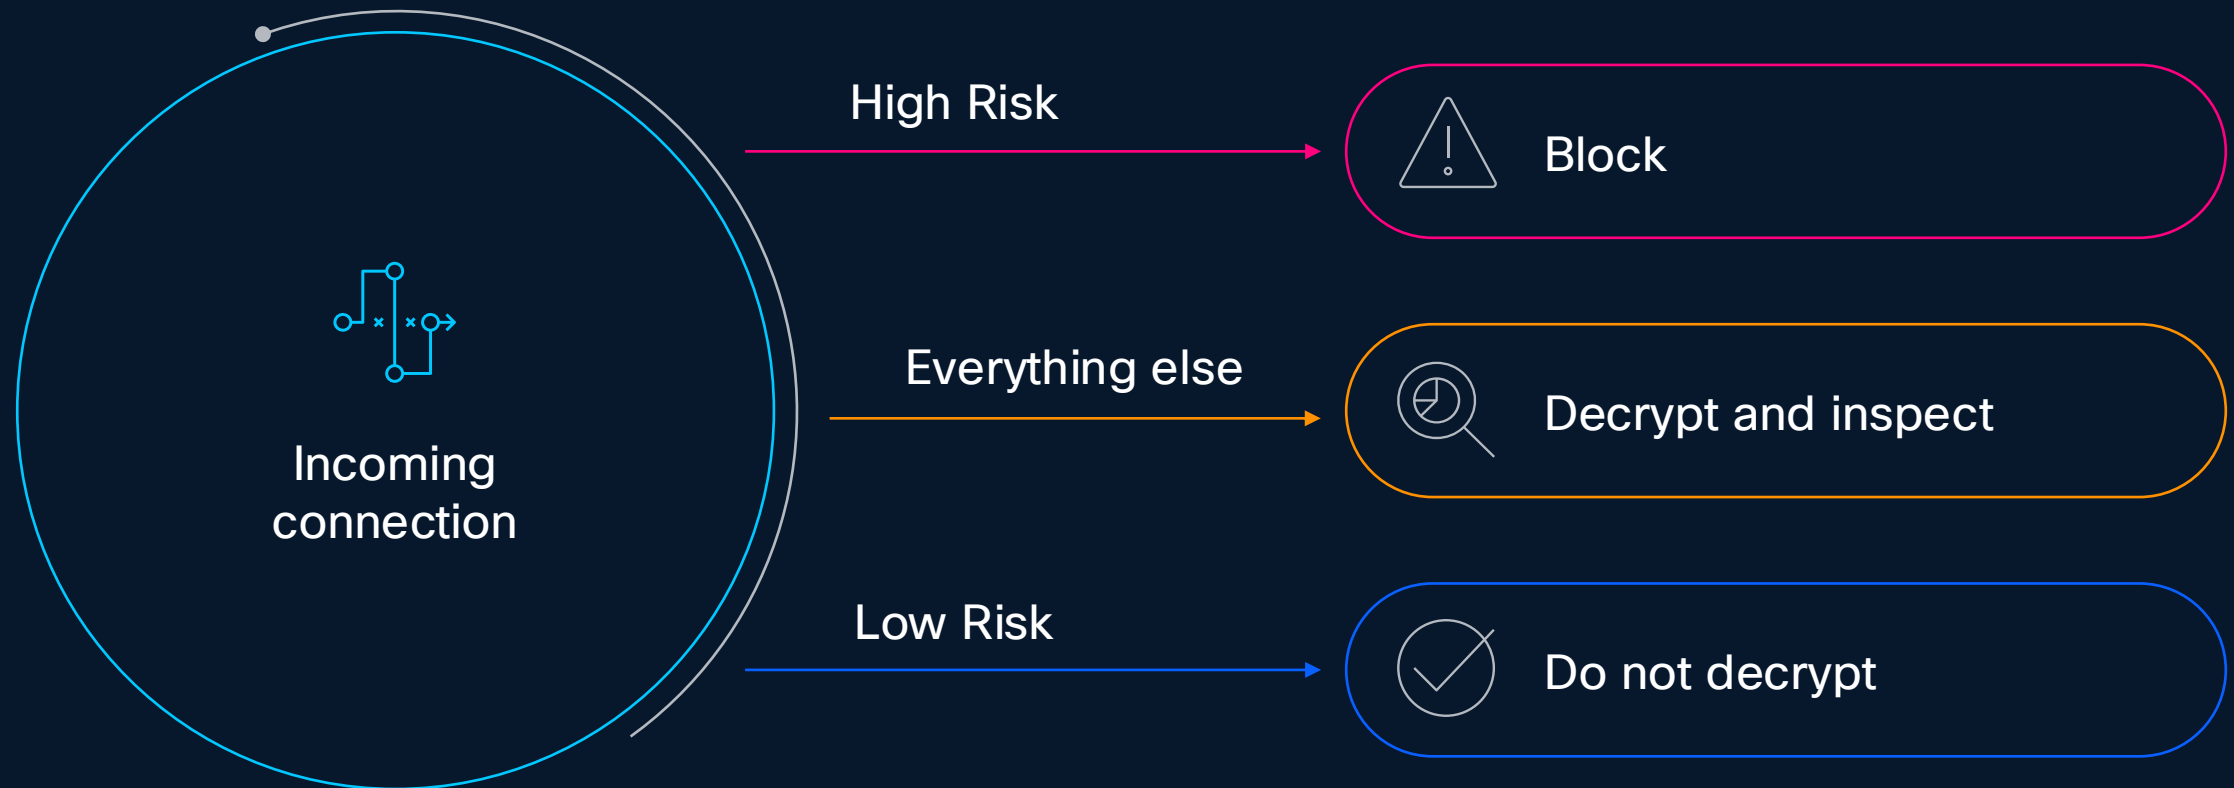 High Risk
Block
Everything else
Decrypt and inspect
Incoming
connection
Low Risk
Do not decrypt